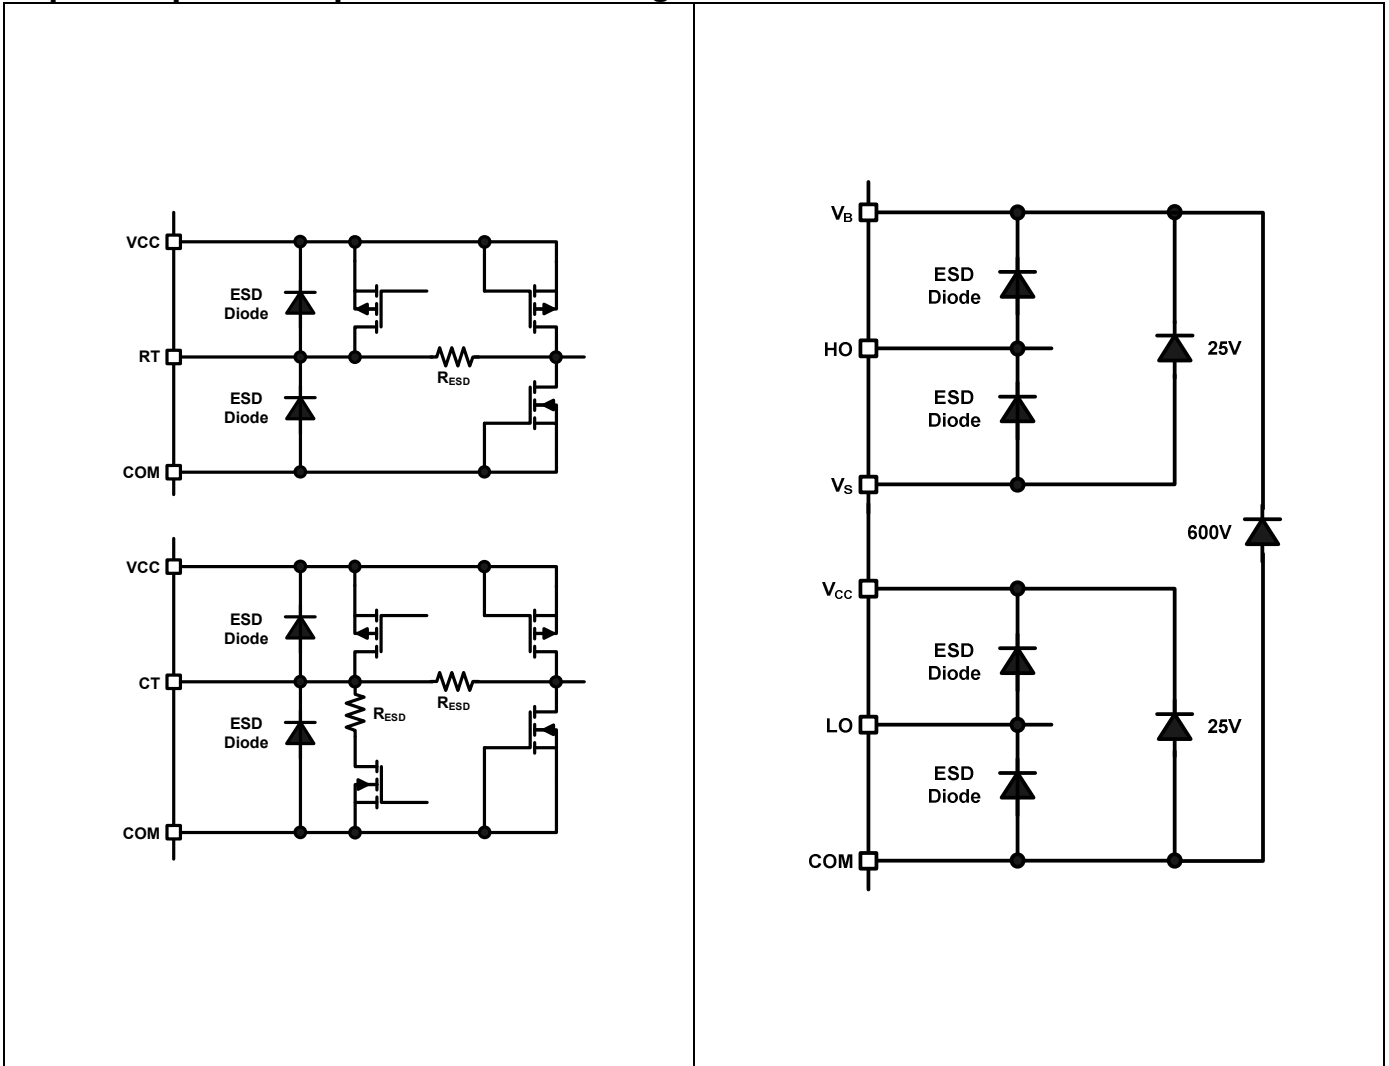 VCC
ESD
Diode
RT
RESD
ESD
Diode
COM
VCC
ESD
Diode
CT
RESD
RESD
ESD
Diode
COM
VB
ESD
Diode
HO
25V
ESD
Diode
VS
600V
VCC
ESD
Diode
LO
25V
ESD
Diode
COM